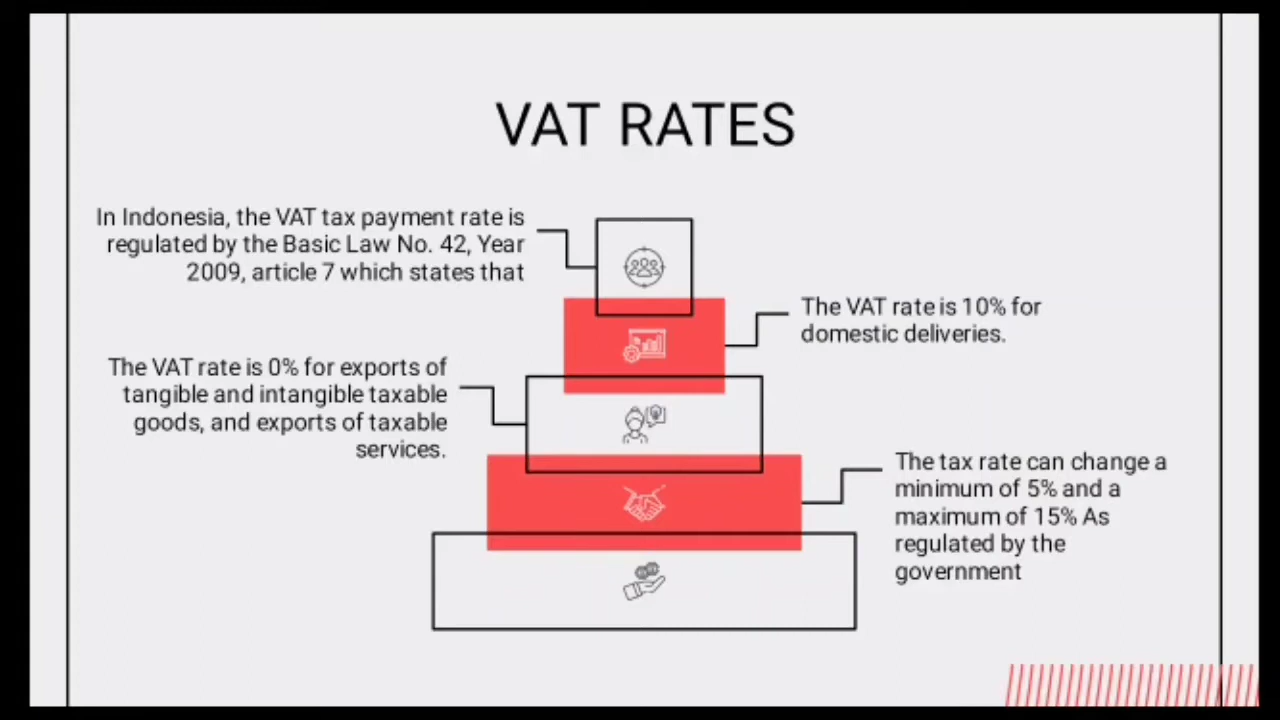 VAT RATES
In Indonesia, the VAT tax payment rate is
regulated by the Basic Law No. 42, Year
2009, article 7 which states that
The VAT rate is 10% for
domestic deliveries.
The VAT rate is 0% for exports of
tangible and intangible taxable
goods, and exports of taxable
services.
The tax rate can change a
minimum of 5% and a
maximum of 15% As
regulated by the
government